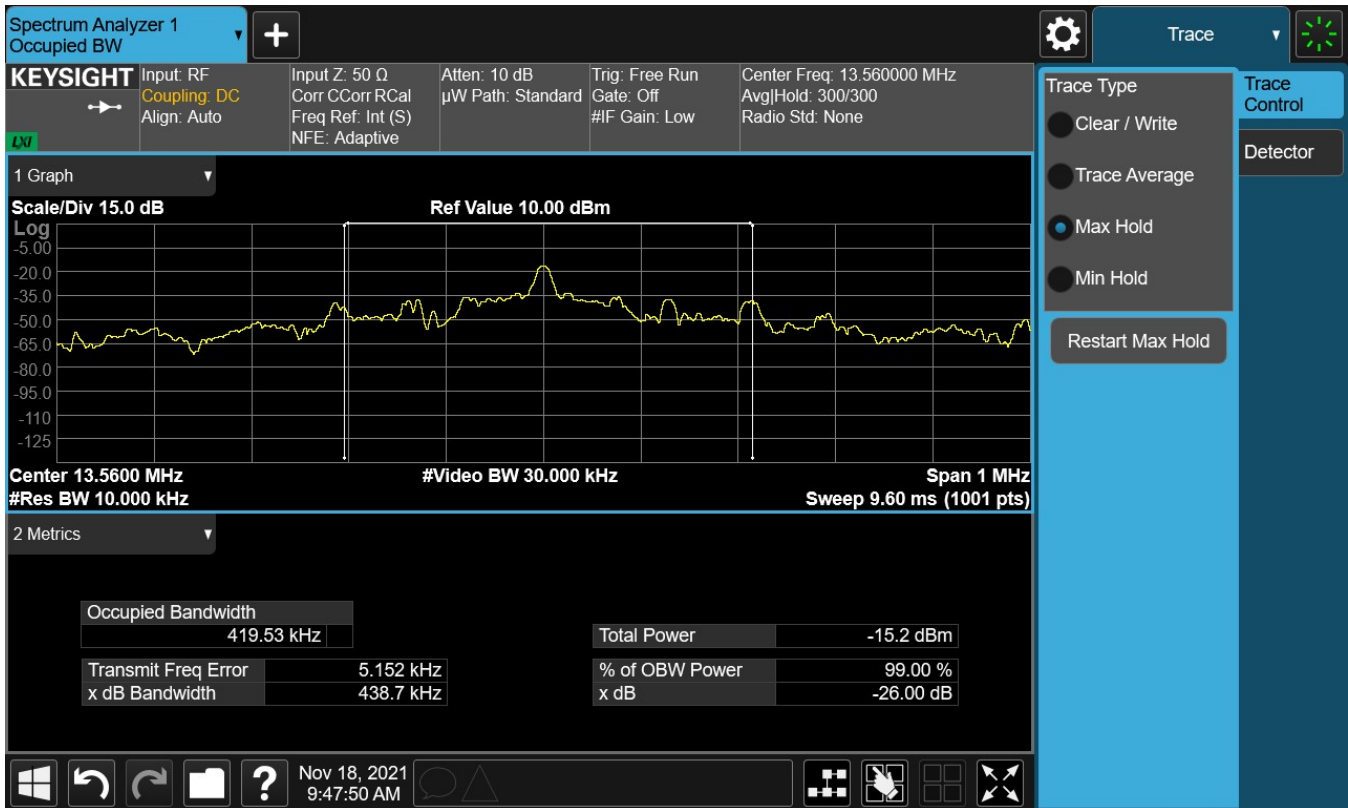 Spectrum Analyzer 1
Occupied BW
Trace
KEYSIGHT
LXI
Input: RF
Coupling: DC
Align: Auto
Input Z: 50 Ω
Corr CCorr RCal
Freq Ref: Int (S)
NFE: Adaptive
Atten: 10 dB
µW Path: Standard
Trig: Free Run
Gate: Off
#IF Gain: Low
Center Freq: 13.560000 MHz
Avg|Hold: 300/300
Radio Std: None
Trace Type
Clear / Write
Trace Average
Max Hold
Min Hold
Restart Max Hold
Trace
Control
Detector
1 Graph
Scale/Div 15.0 dB
Ref Value 10.00 dBm
Log
-5.00
-20.0
-35.0
-50.0
-65.0
-80.0
-95.0
-110
-125
Center 13.5600 MHz
#Video BW 30.000 kHz
Span 1 MHz
#Res BW 10.000 kHz
Sweep 9.60 ms (1001 pts)
2 Metrics
Occupied Bandwidth
419.53 kHz
Total Power -15.2 dBm
Transmit Freq Error 5.152 kHz
% of OBW Power 99.00 %
x dB Bandwidth 438.7 kHz
x dB -26.00 dB
?
Nov 18, 2021
9:47:50 AM